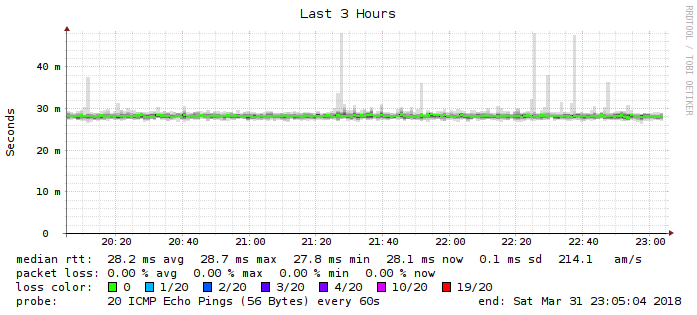 Last 3 Hours
RRDTOOL / TOBI OETIKER
Seconds
40 m
30 m
20 m
10 m
0
20:20 20:40 21:00 21:20 21:40 22:00 22:20 22:40 23:00
median rtt: 28.2 ms avg 28.7 ms max 27.8 ms min 28.1 ms now 0.1 ms sd 214.1 am/s
packet loss: 0.00 % avg 0.00 % max 0.00 % min 0.00 % now
loss color: 0 1/20 2/20 3/20 4/20 10/20 19/20
probe: 20 ICMP Echo Pings (56 Bytes) every 60s end: Sat Mar 31 23:05:04 2018